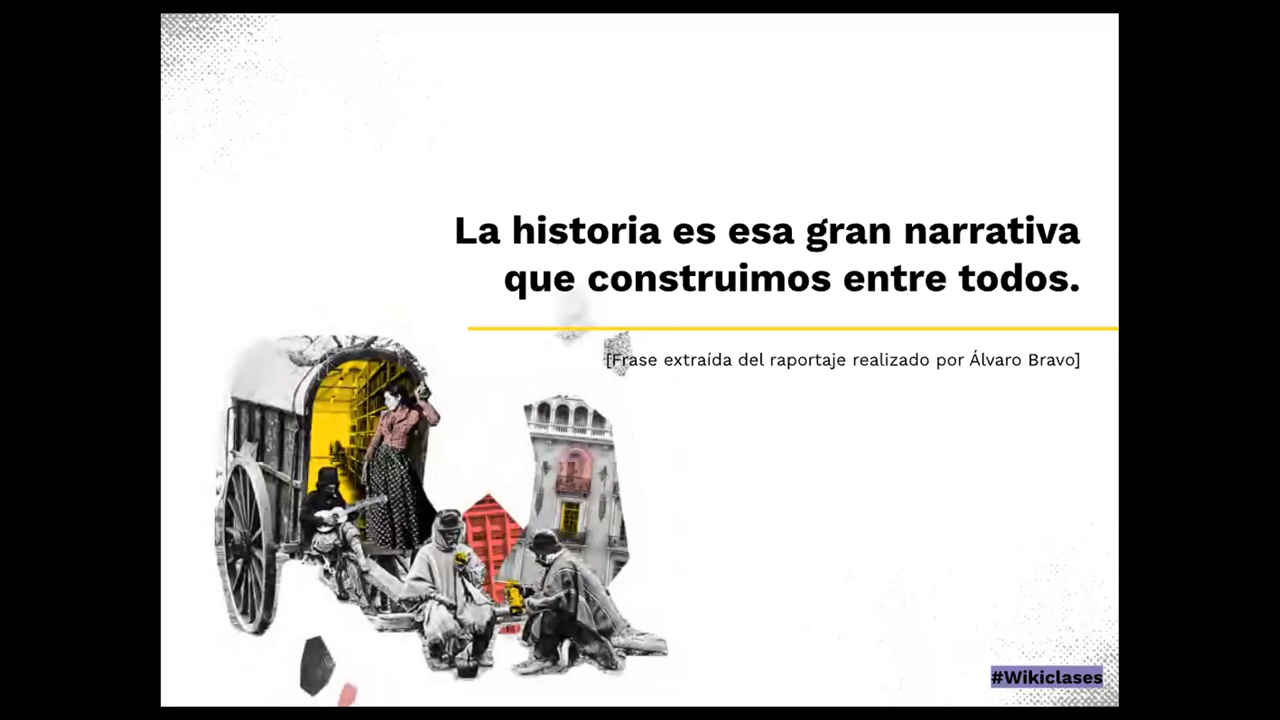 La historia es esa gran narrativa
que construimos entre todos.
[Frase extraída del raportaje realizado por Álvaro Bravo]
#Wikiclases